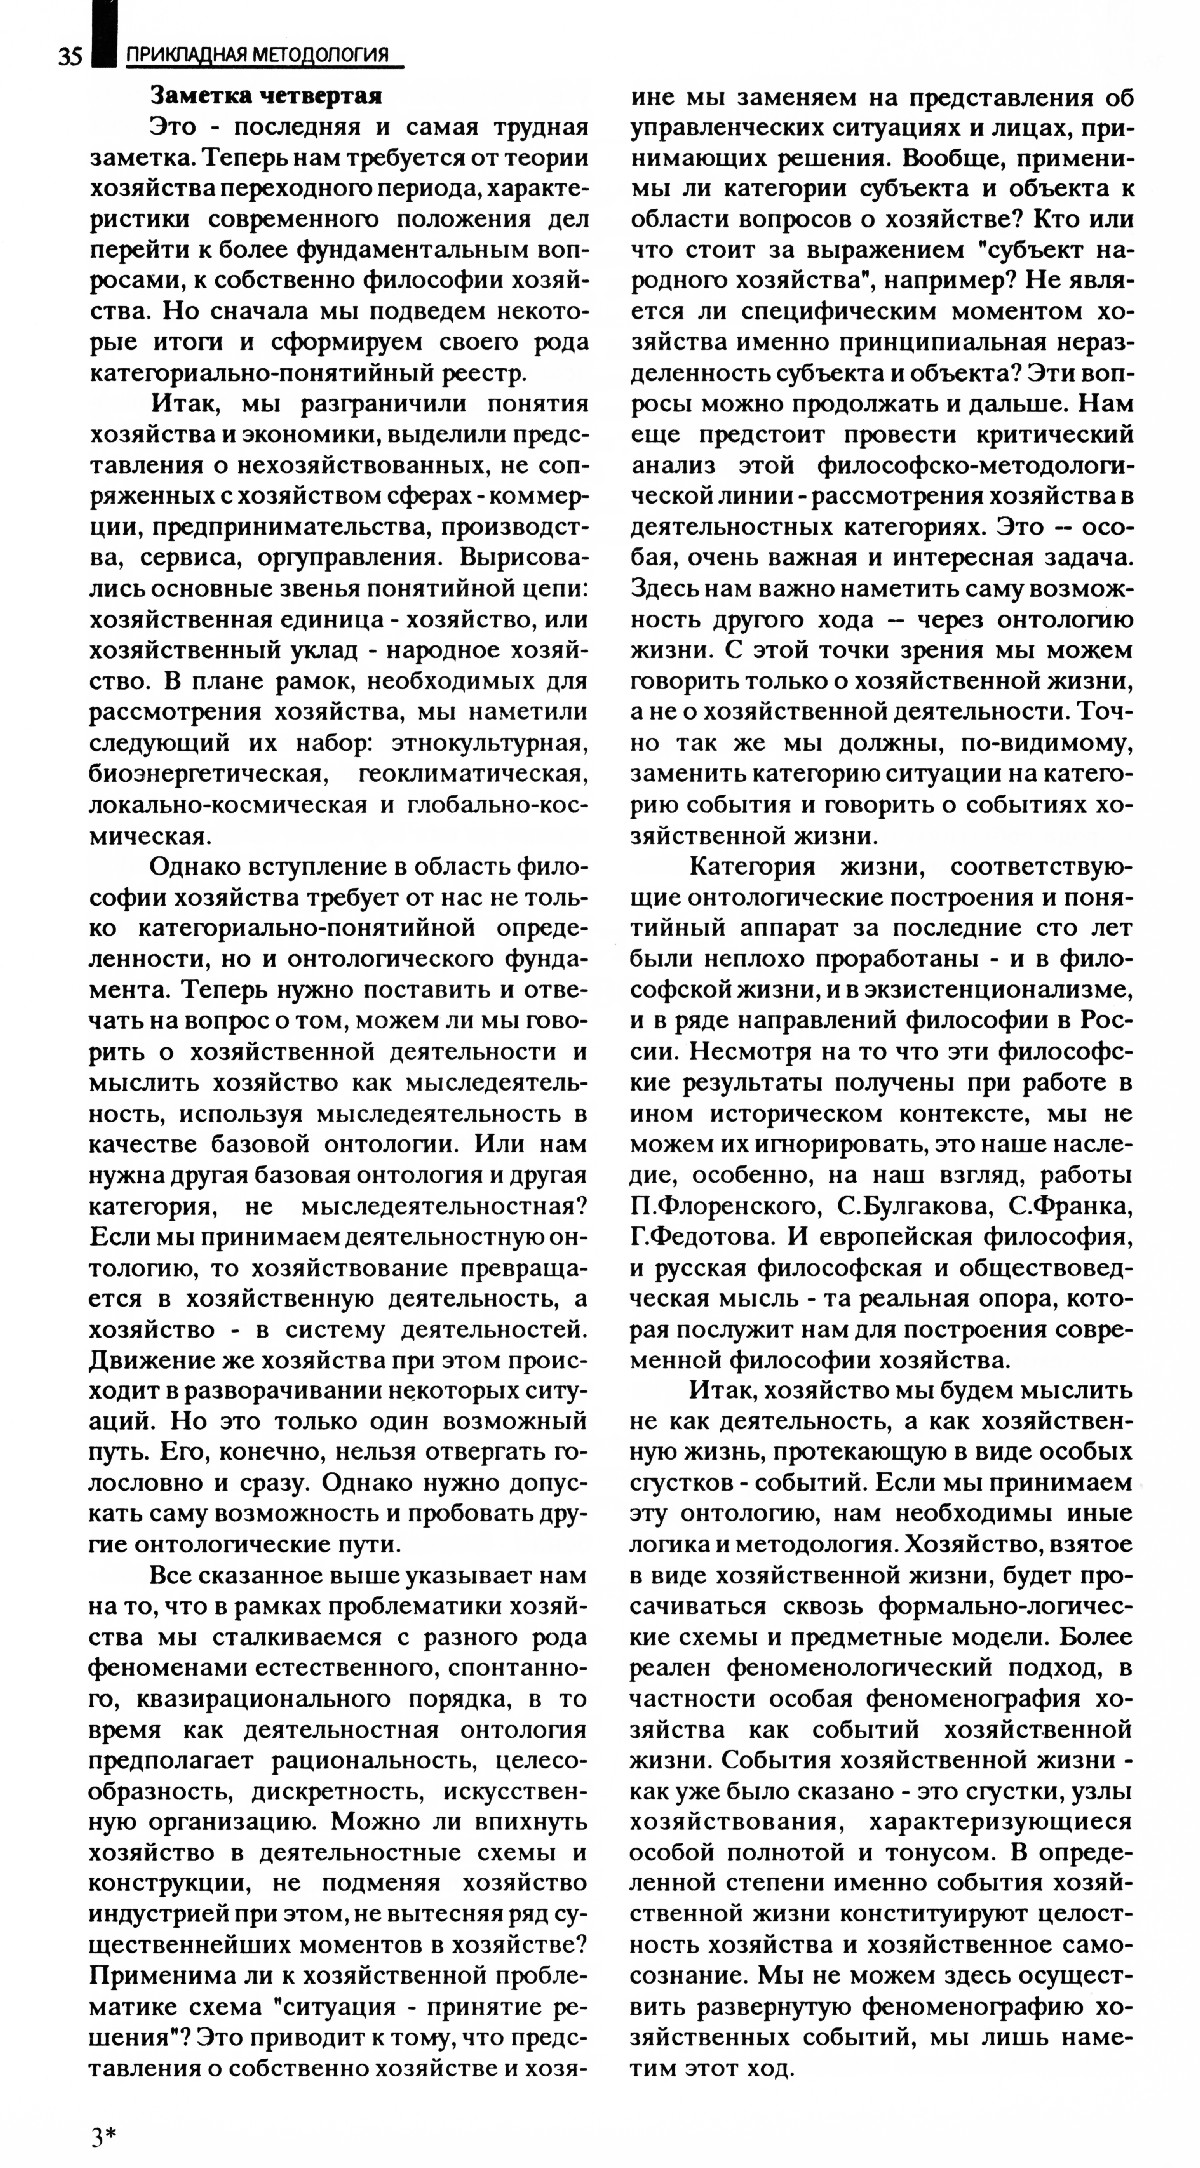 35 ПРИКЛАДНАЯ МЕТОДОЛОГИЯ
Заметка четвертая
Это - последняя и самая трудная
заметка. Теперь нам требуется от теории
хозяйства переходного периода, характе-
ристики современного положения дел
перейти к более фундаментальным воп-
росами, к собственно философии хозяй-
ства. Но сначала мы подведем некото-
рые итоги и сформируем своего рода
категориально-понятийный реестр.
Итак, мы разграничили понятия
хозяйства и экономики, выделили предс-
тавления о нехозяйствованных, не соп-
ряженных с хозяйством сферах - коммер-
ции, предпринимательства, производст-
ва, сервиса, оргуправления. Вырисова-
лись основные звенья понятийной цепи:
хозяйственная единица - хозяйство, или
хозяйственный уклад - народное хозяй-
ство. В плане рамок, необходимых для
рассмотрения хозяйства, мы наметили
следующий их набор: этнокультурная,
биоэнергетическая, геоклиматическая,
локально-космическая и глобально-кос-
мическая.
Однако вступление в область фило-
софии хозяйства требует от нас не толь-
ко категориально-понятийной опреде-
ленности, но и онтологического фунда-
мента. Теперь нужно поставить и отве-
чать на вопрос о том, можем ли мы гово-
рить о хозяйственной деятельности и
мыслить хозяйство как мыследеятель-
ность, используя мыследеятельность в
качестве базовой онтологии. Или нам
нужна другая базовая онтология и другая
категория, не мыследеятельностная?
Если мы принимаем деятельностную он-
тологию, то хозяйствование превраща-
ется в хозяйственную деятельность, а
хозяйство - в систему деятельностей.
Движение же хозяйства при этом проис-
ходит в разворачивании некоторых ситу-
аций. Но это только один возможный
путь. Его, конечно, нельзя отвергать го-
лословно и сразу. Однако нужно допус-
кать саму возможность и пробовать дру-
гие онтологические пути.
Все сказанное выше указывает нам
на то, что в рамках проблематики хозяй-
ства мы сталкиваемся с разного рода
феноменами естественного, спонтанно-
го, квазирационального порядка, в то
время как деятельностная онтология
предполагает рациональность, целесо-
образность, дискретность, искусствен-
ную организацию. Можно ли впихнуть
хозяйство в деятельностные схемы и
конструкции, не подменяя хозяйство
индустрией при этом, не вытесняя ряд су-
щественнейших моментов в хозяйстве?
Применима ли к хозяйственной пробле-
матике схема "ситуация - принятие ре-
шения"? Это приводит к тому, что предс-
тавления о собственно хозяйстве и хозя-
ине мы заменяем на представления об
управленческих ситуациях и лицах, при-
нимающих решения. Вообще, примени-
мы ли категории субъекта и объекта к
области вопросов о хозяйстве? Кто или
что стоит за выражением "субъект на-
родного хозяйства", например? Не явля-
ется ли специфическим моментом хо-
зяйства именно принципиальная нераз-
деленность субъекта и объекта? Эти воп-
росы можно продолжать и дальше. Нам
еще предстоит провести критический
анализ этой философско-методологи-
ческой линии - рассмотрения хозяйства в
деятельностных категориях. Это -- осо-
бая, очень важная и интересная задача.
Здесь нам важно наметить саму возмож-
ность другого хода -- через онтологию
жизни. С этой точки зрения мы можем
говорить только о хозяйственной жизни,
а не о хозяйственной деятельности. Точ-
но так же мы должны, по-видимому,
заменить категорию ситуации на катего-
рию события и говорить о событиях хо-
зяйственной жизни.
Категория жизни, соответствую-
щие онтологические построения и поня-
тийный аппарат за последние сто лет
были неплохо проработаны - и в фило-
софской жизни, и в экзистенционализме,
и в ряде направлений философии в Рос-
сии. Несмотря на то что эти философс-
кие результаты получены при работе в
ином историческом контексте, мы не
можем их игнорировать, это наше насле-
дие, особенно, на наш взгляд, работы
П.Флоренского, С.Булгакова, С.Франка,
Г.Федотова. И европейская философия,
и русская философская и обществовед-
ческая мысль - та реальная опора, кото-
рая послужит нам для построения совре-
менной философии хозяйства.
Итак, хозяйство мы будем мыслить
не как деятельность, а как хозяйствен-
ную жизнь, протекающую в виде особых
сгустков - событий. Если мы принимаем
эту онтологию, нам необходимы иные
логика и методология. Хозяйство, взятое
в виде хозяйственной жизни, будет про-
сачиваться сквозь формально-логичес-
кие схемы и предметные модели. Более
реален феноменологический подход, в
частности особая феноменография хо-
зяйства как событий хозяйственной
жизни. События хозяйственной жизни -
как уже было сказано - это сгустки, узлы
хозяйствования, характеризующиеся
особой полнотой и тонусом. В опреде-
ленной степени именно события хозяй-
ственной жизни конституируют целост-
ность хозяйства и хозяйственное само-
сознание. Мы не можем здесь осущест-
вить развернутую феноменографию хо-
зяйственных событий, мы лишь наме-
тим этот ход.
3*